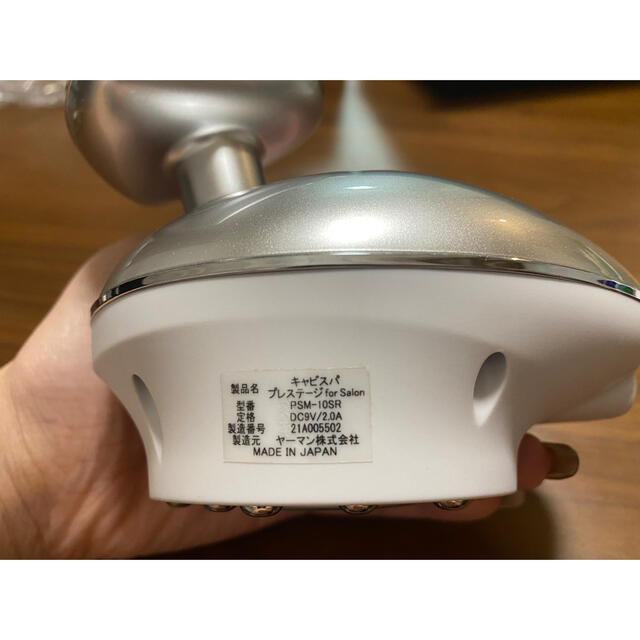 製品名 キャビスパ
プレステージ for Salon
型番 PSM-10SR
定格 DC9V/2.0A
製造番号 21A005502
製造元 ヤーマン株式会社
MADE IN JAPAN